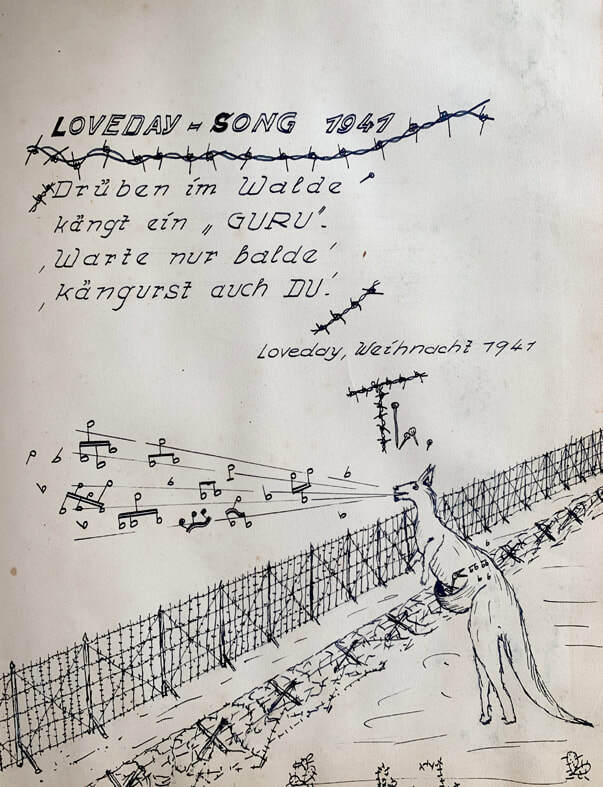 LOVEDAY = SONG 1941
Drüben im Walde
kängt ein „GURU“.
‚Warte nur balde‘
‚kängurst auch DU.‘
Loveday, Weihnacht 1941